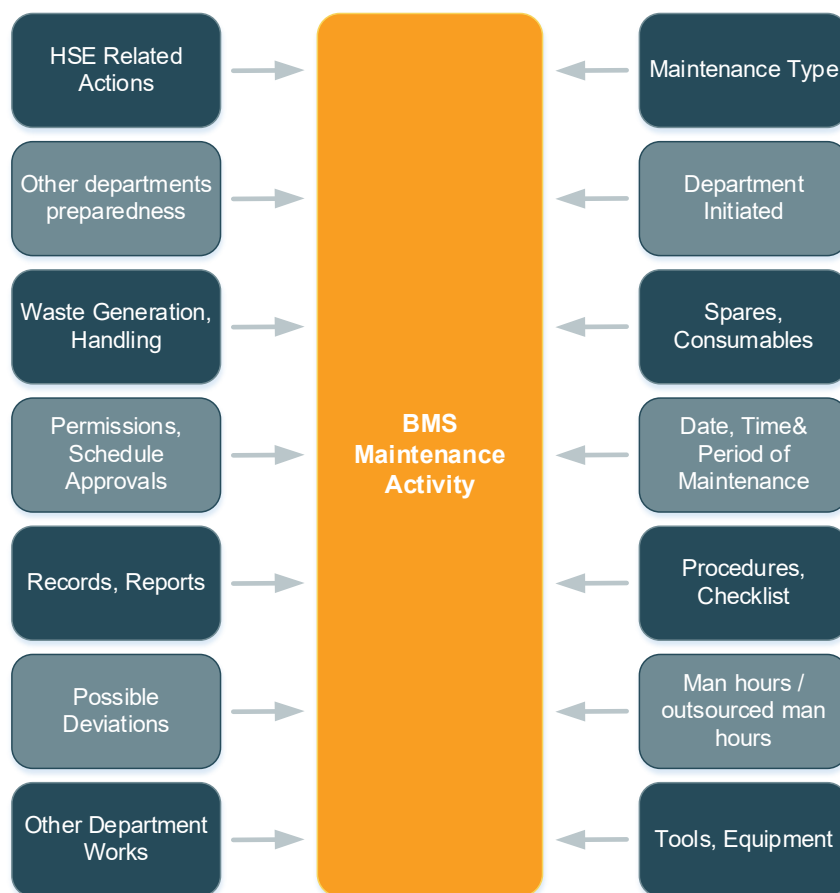 HSE Related
Actions
Other departments
preparedness
Waste Generation,
Handling
Permissions,
Schedule
Approvals
Records, Reports
Possible
Deviations
Other Department
Works
BMS
Maintenance
Activity
Maintenance Type
Department
Initiated
Spares,
Consumables
Date, Time&
Period of
Maintenance
Procedures,
Checklist
Man hours /
outsourced man
hours
Tools, Equipment